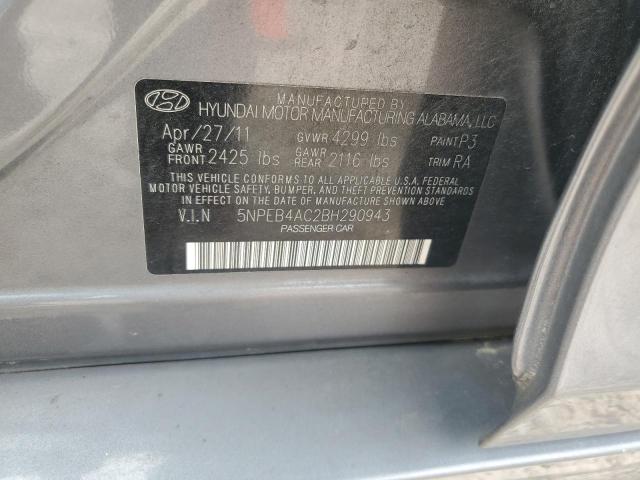 MANUFACTURED BY
HYUNDAI MOTOR MANUFACTURING ALABAMA, LLC
Apr/27/11 GVWR 4299 lbs PAINT P3
GAWR FRONT 2425 lbs GAWR REAR 2116 lbs TRIM RA
THIS VEHICLE CONFORMS TO ALL APPLICABLE U.S.A. FEDERAL
MOTOR VEHICLE SAFETY, BUMPER, AND THEFT PREVENTION STANDARDS
IN EFFECT ON THE DATE OF MANUFACTURE SHOWN ABOVE.
V.I.N 5NPEB4AC2BH290943
PASSENGER CAR